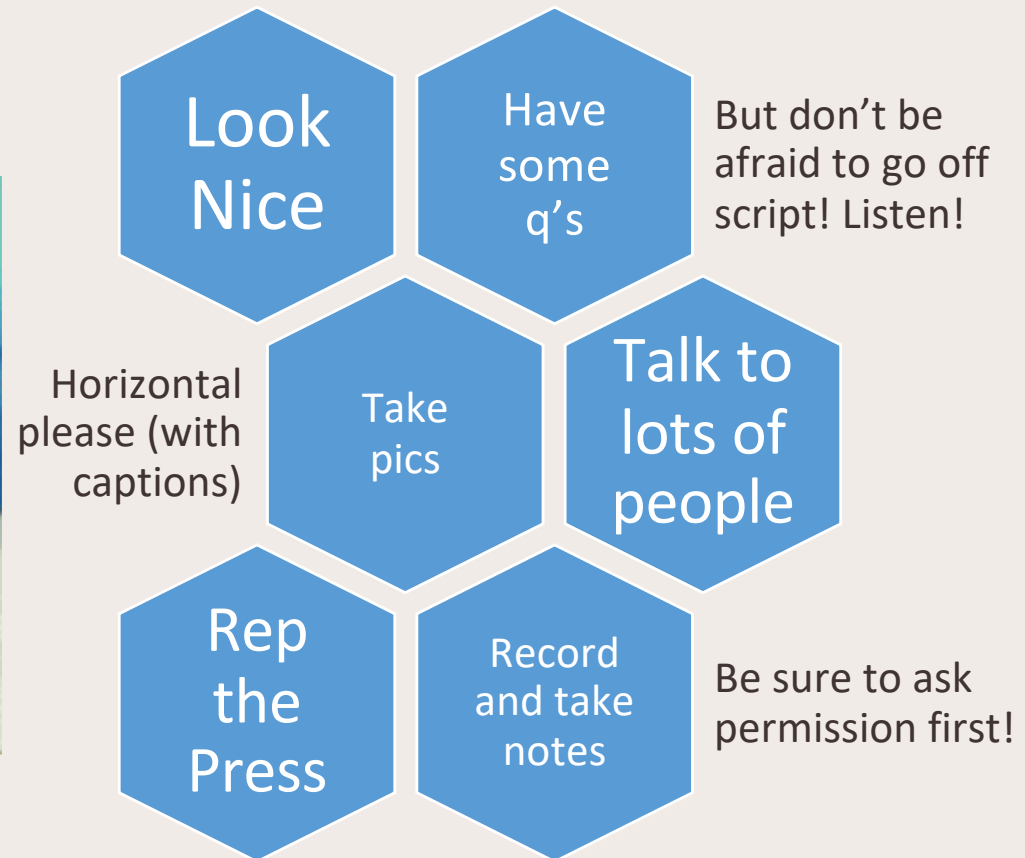 Look
Nice
Have
some
q’s
But don’t be
afraid to go off
script! Listen!
Horizontal
please (with
captions)
Take
pics
Talk to
lots of
people
Rep
the
Press
Record
and take
notes
Be sure to ask
permission first!